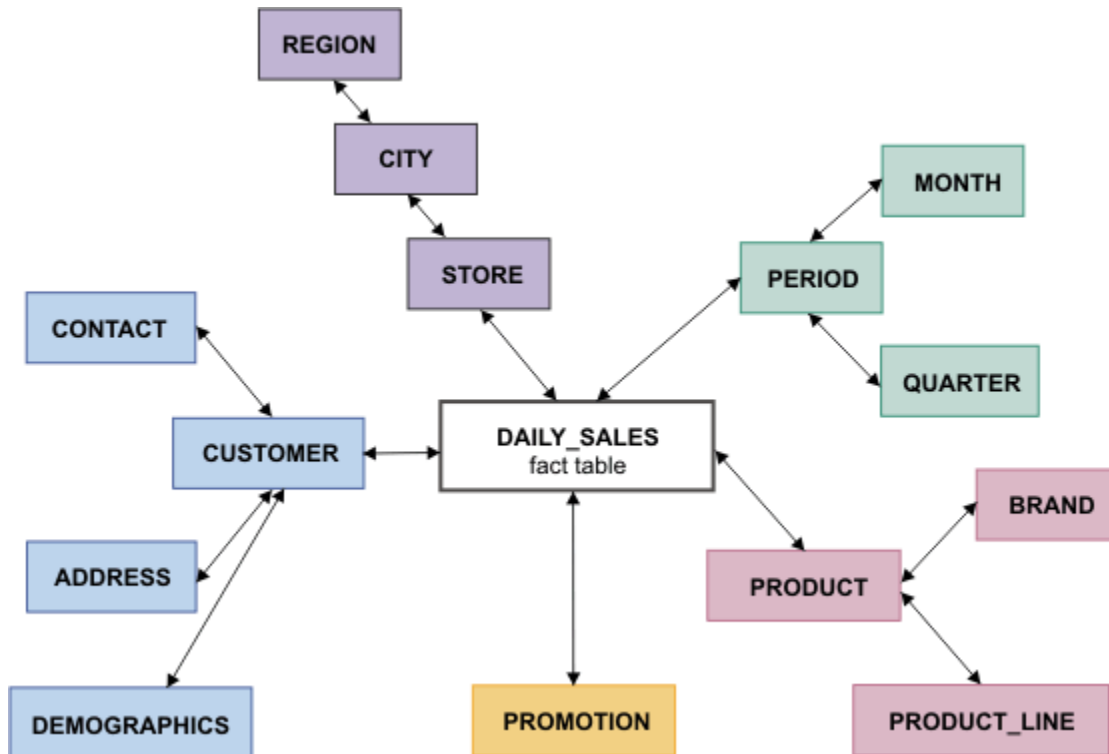 REGION
CITY
MONTH
STORE
PERIOD
CONTACT
QUARTER
CUSTOMER
DAILY_SALES
fact table
BRAND
ADDRESS
PRODUCT
DEMOGRAPHICS
PROMOTION
PRODUCT_LINE